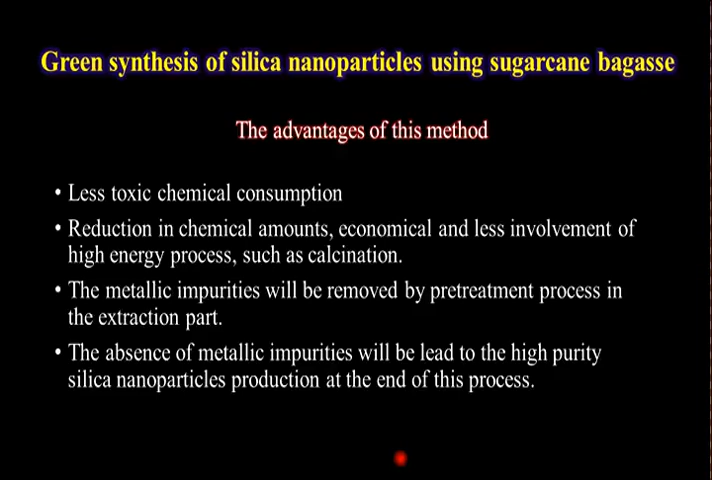 Green synthesis of silica nanoparticles using sugarcane bagasse
The advantages of this method
• Less toxic chemical consumption
• Reduction in chemical amounts, economical and less involvement of
high energy process, such as calcination.
• The metallic impurities will be removed by pretreatment process in
the extraction part.
• The absence of metallic impurities will be lead to the high purity
silica nanoparticles production at the end of this process.